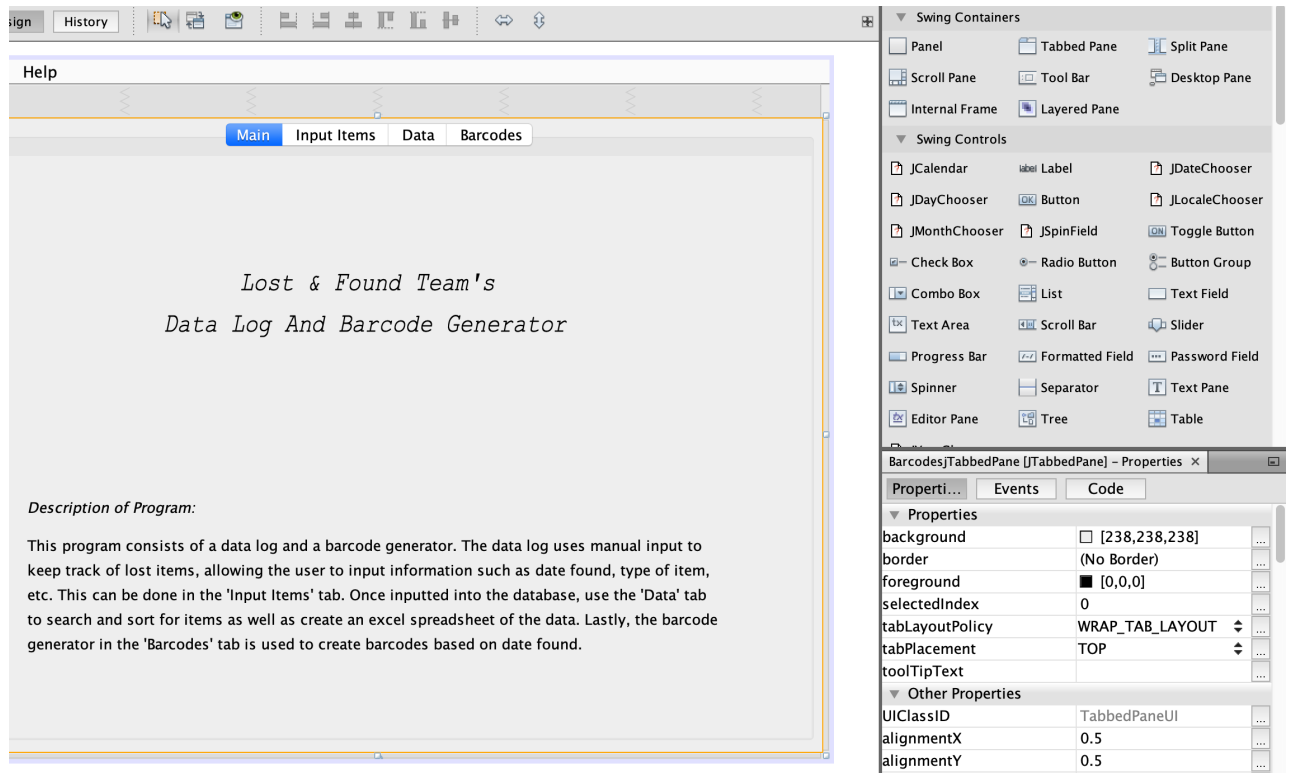 sign History
Help
Main Input Items Data Barcodes
Lost & Found Team's
Data Log And Barcode Generator
Description of Program:
This program consists of a data log and a barcode generator. The data log uses manual input to
keep track of lost items, allowing the user to input information such as date found, type of item,
etc. This can be done in the 'Input Items' tab. Once inputted into the database, use the 'Data' tab
to search and sort for items as well as create an excel spreadsheet of the data. Lastly, the barcode
generator in the 'Barcodes' tab is used to create barcodes based on date found.
Swing Containers
Panel Tabbed Pane Split Pane
Scroll Pane Tool Bar Desktop Pane
Internal Frame Layered Pane
Swing Controls
JCalendar label Label JDateChooser
JDayChooser OK Button JLocaleChooser
JMonthChooser JSpinField ON Toggle Button
Check Box Radio Button Button Group
Combo Box List Text Field
Text Area Scroll Bar Slider
Progress Bar Formatted Field Password Field
Spinner Separator T Text Pane
Editor Pane Tree Table
BarcodesjTabbedPane [JTabbedPane] – Properties ×
Properti... Events Code
Properties
background [238,238,238] ...
border (No Border) ...
foreground [0,0,0] ...
selectedIndex 0 ...
tabLayoutPolicy WRAP_TAB_LAYOUT ...
tabPlacement TOP ...
toolTipText ...
Other Properties
UIClassID TabbedPaneUI ...
alignmentX 0.5 ...
alignmentY 0.5 ...